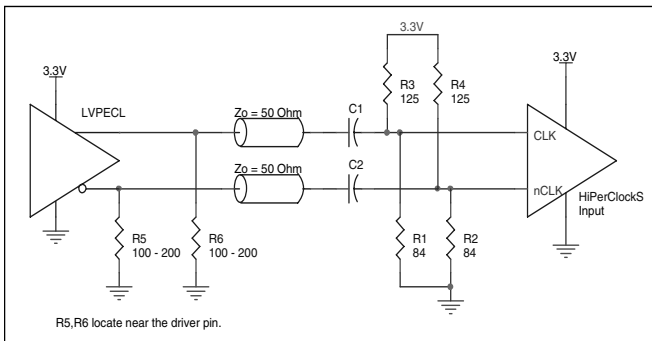 3.3V
3.3V
3.3V
LVPECL
R3
125
R4
125
Zo = 50 Ohm
C1
CLK
Zo = 50 Ohm
C2
nCLK
HiPerClockS
Input
R5
100 - 200
R6
100 - 200
R1
84
R2
84
R5,R6 locate near the driver pin.